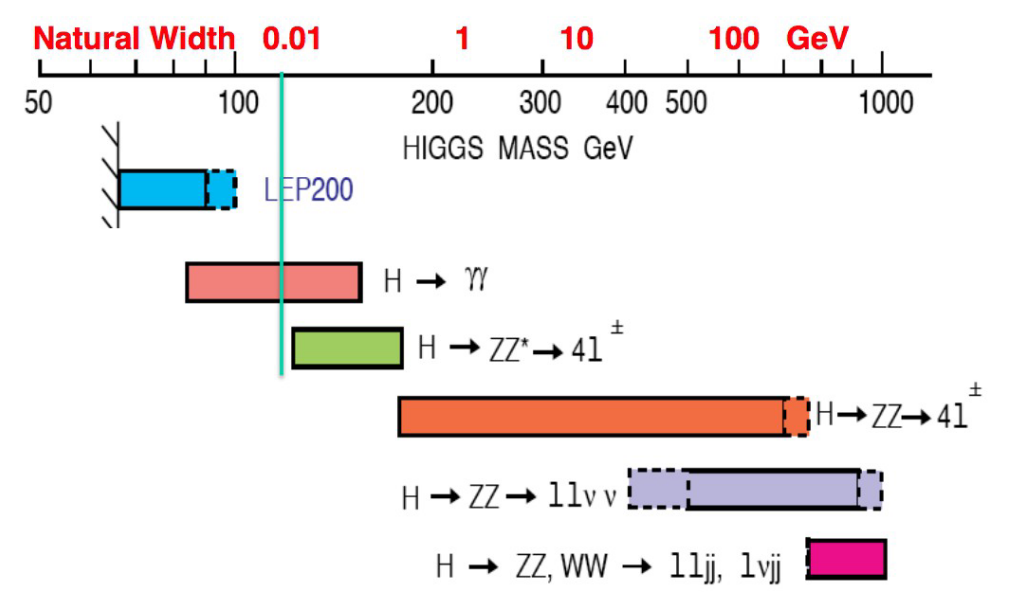 Natural Width 0.01 1 10 100 GeV
50 100 200 300 400 500 1000
HIGGS MASS GeV
LEP200
H → γγ
H → ZZ* → 4l ±
H → ZZ → 4l ±
H → ZZ → llν ν
H → ZZ, WW → lljj, lνjj